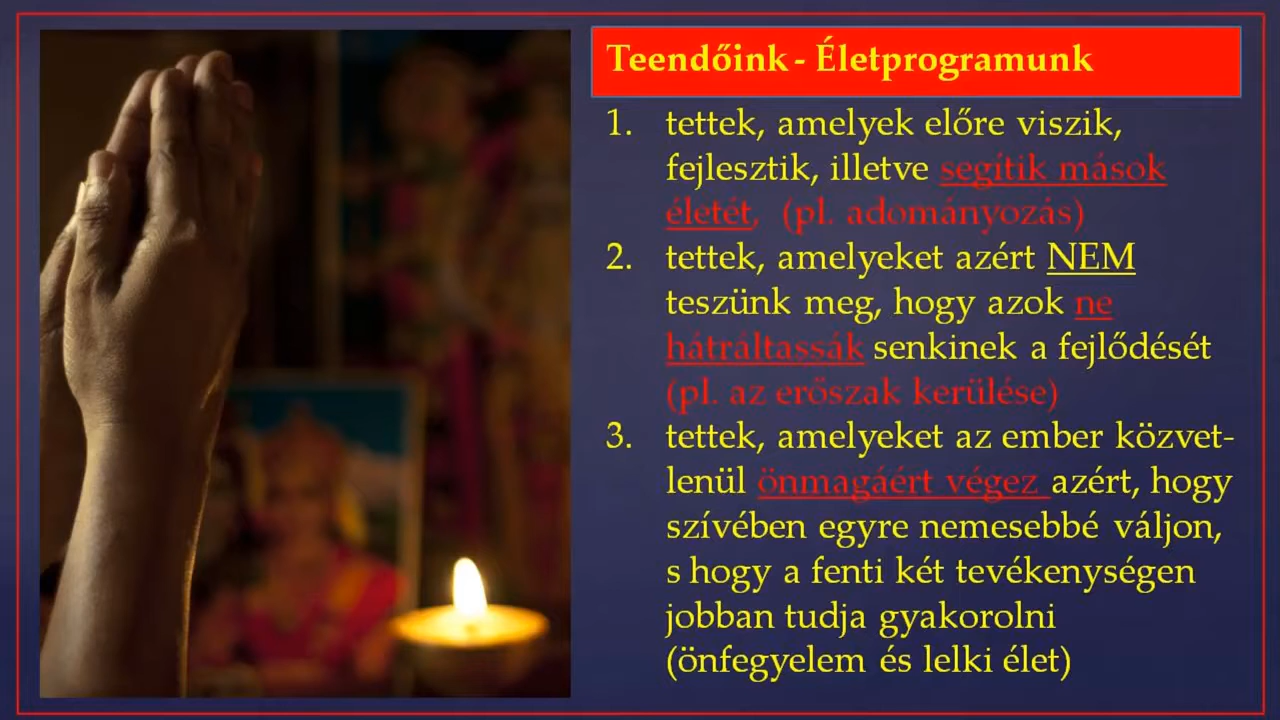 Teendőink - Életprogramunk
1. tettek, amelyek előre viszik,
fejlesztik, illetve segítik mások
életét, (pl. adományozás)
2. tettek, amelyeket azért NEM
teszünk meg, hogy azok ne
hátráltassák senkinek a fejlődését
(pl. az erőszak kerülése)
3. tettek, amelyeket az ember közvet-
lenül önmagáért végez azért, hogy
szívében egyre nemesebbé váljon,
s hogy a fenti két tevékenységen
jobban tudja gyakorolni
(önfegyelem és lelki élet)